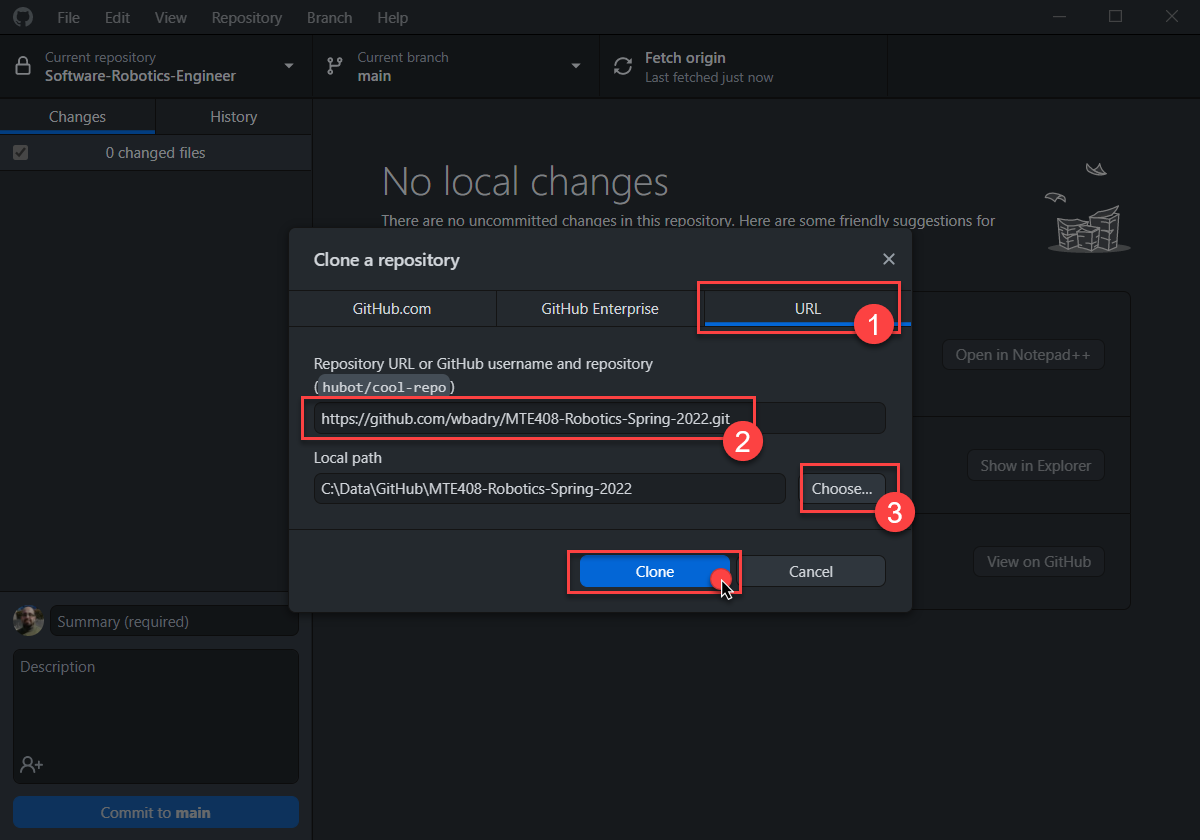 File Edit View Repository Branch Help
Current repository
Software-Robotics-Engineer
Current branch
main
Fetch origin
Last fetched just now
Changes History
0 changed files
No local changes
There are no uncommitted changes in this repository. Here are some friendly suggestions for
Clone a repository
GitHub.com GitHub Enterprise URL
1
Repository URL or GitHub username and repository
(hubot/cool-repo)
https://github.com/wbadry/MTE408-Robotics-Spring-2022.git
2
Local path
C:\Data\GitHub\MTE408-Robotics-Spring-2022
Choose...
3
Clone Cancel
Open in Notepad++
Show in Explorer
View on GitHub
Summary (required)
Description
Commit to main